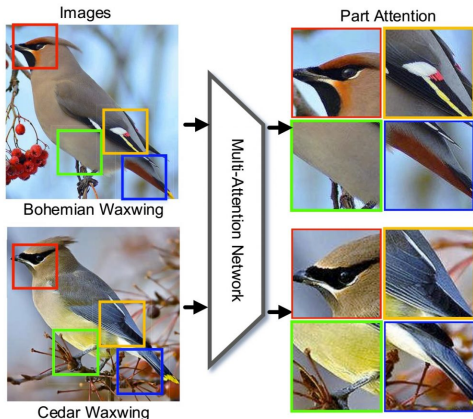 Images
Part Attention
Bohemian Waxwing
Multi-Attention Network
Cedar Waxwing